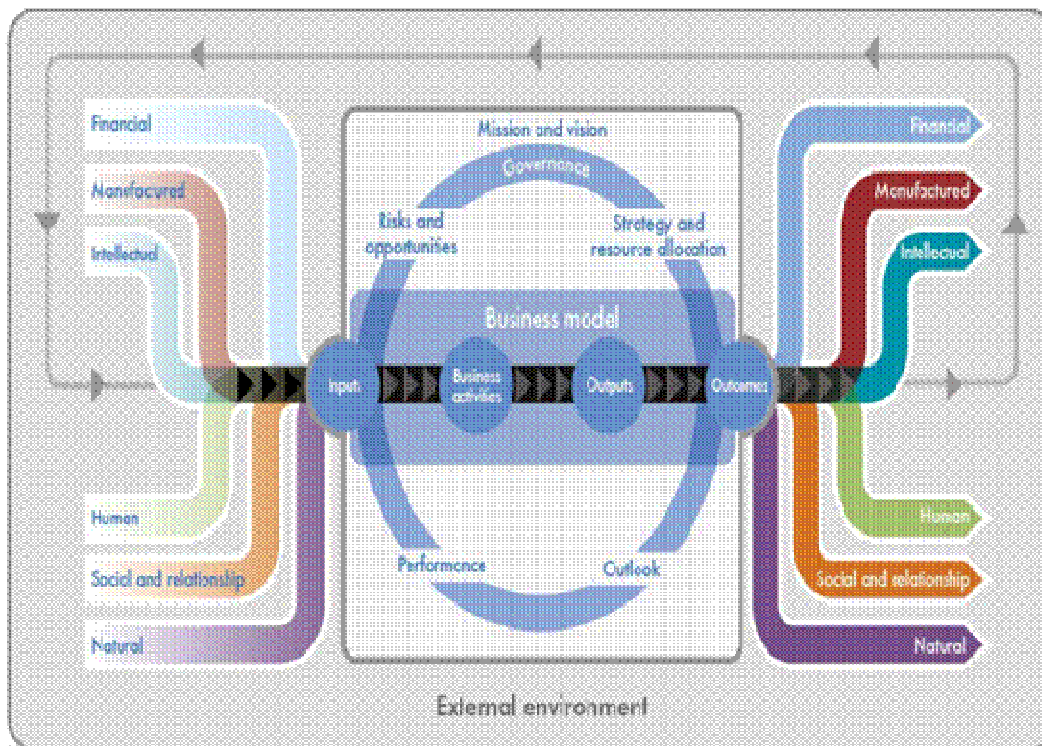 Mission and vision
Governance
Risks and
opportunities
Strategy and
resource allocation
Financial
Manufactured
Intellectual
Human
Social and relationship
Natural
Business model
Inputs
Business
activities
Outputs
Outcomes
Performance
Outlook
Financial
Manufactured
Intellectual
Human
Social and relationship
Natural
External environment